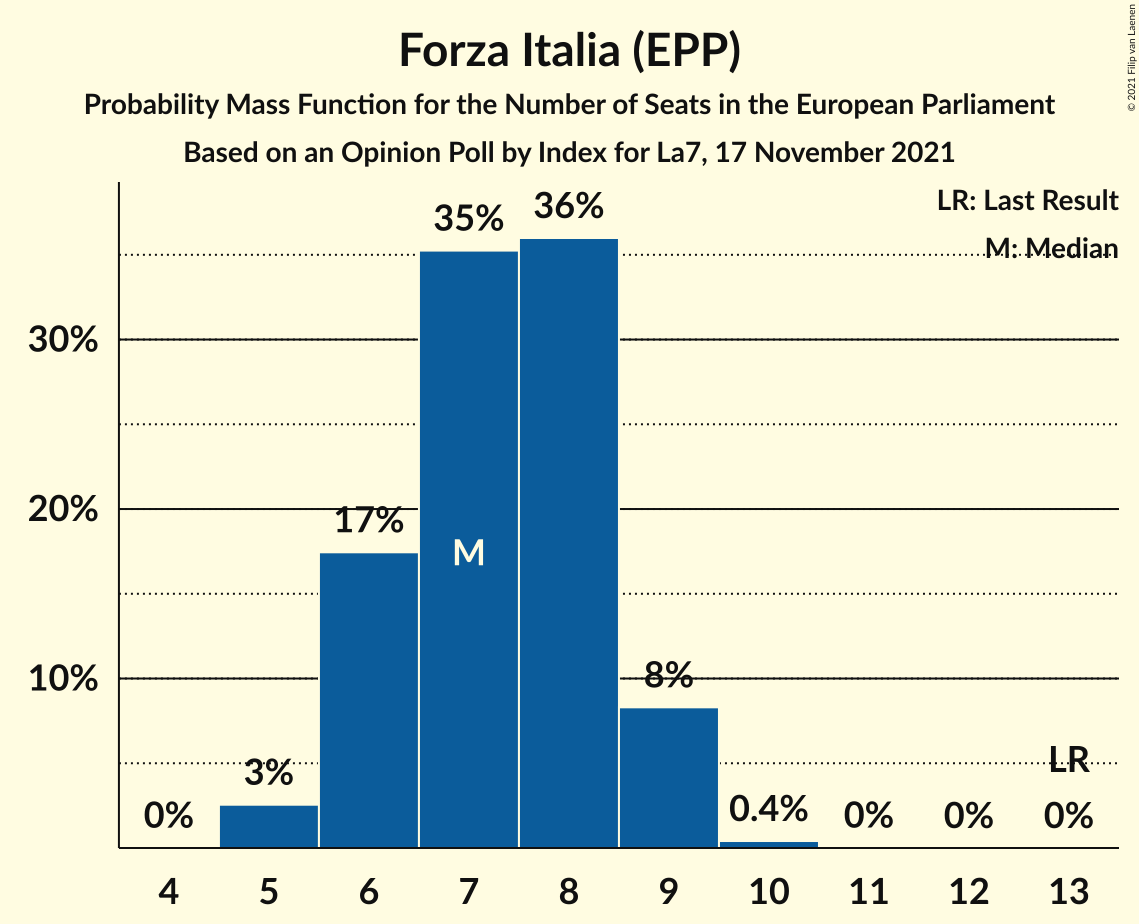 Forza Italia (EPP)
Probability Mass Function for the Number of Seats in the European Parliament
Based on an Opinion Poll by Index for La7, 17 November 2021
© 2021 Filip van Laenen
LR: Last Result
M: Median
30%
20%
10%
0%
3%
17%
35%
36%
8%
0.4%
0%
0%
0%
M
LR
4 5 6 7 8 9 10 11 12 13